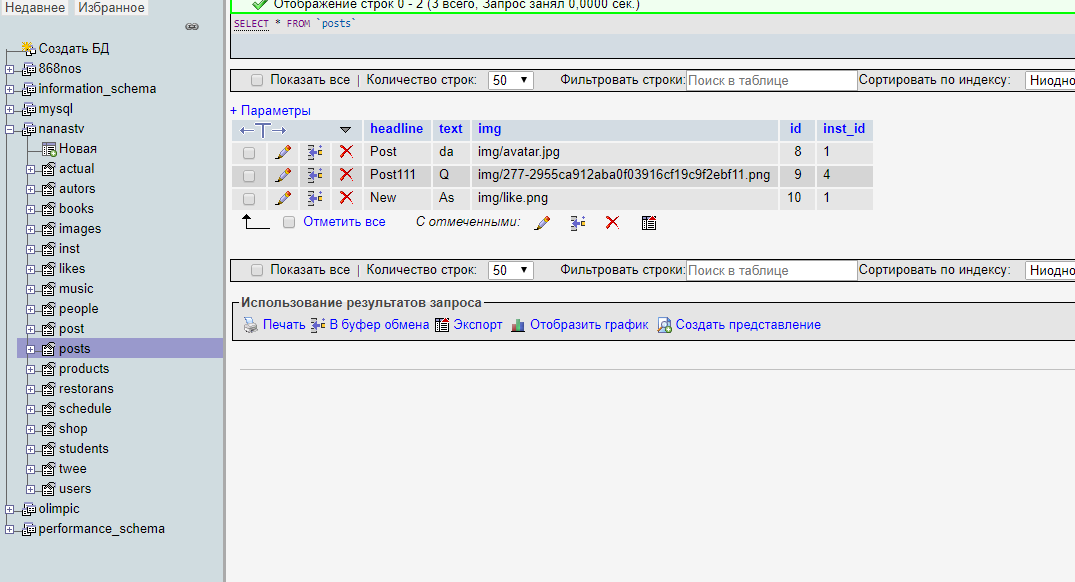 Недавнее Избранное
Создать БД
868nos
information_schema
mysql
nanastv
Новая
actual
autors
books
images
inst
likes
music
people
post
posts
products
restorans
schedule
shop
students
twee
users
olimpic
performance_schema
Отображение строк 0 - 2 (3 всего, Запрос занял 0,0000 сек.)
SELECT * FROM `posts`
Показать все | Количество строк: 50 Фильтровать строки: Поиск в таблице Сортировать по индексу: Ниодно
+ Параметры
headline text img id inst_id
Post da img/avatar.jpg 8 1
Post111 Q img/277-2955ca912aba0f03916cf19c9f2ebf11.png 9 4
New As img/like.png 10 1
Отметить все С отмеченными:
Показать все | Количество строк: 50 Фильтровать строки: Поиск в таблице Сортировать по индексу: Ниодно
Использование результатов запроса
Печать В буфер обмена Экспорт Отобразить график Создать представление